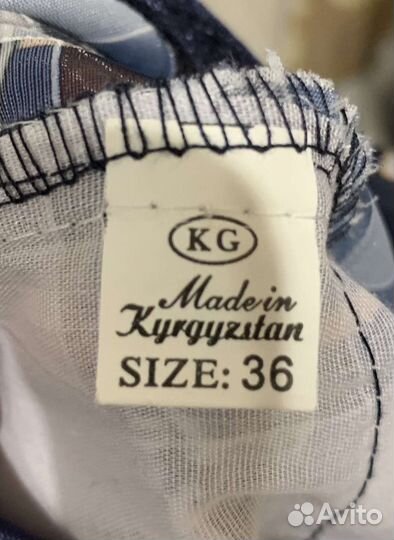 KG
Made in
Kyrgyzstan
SIZE: 36
Avito